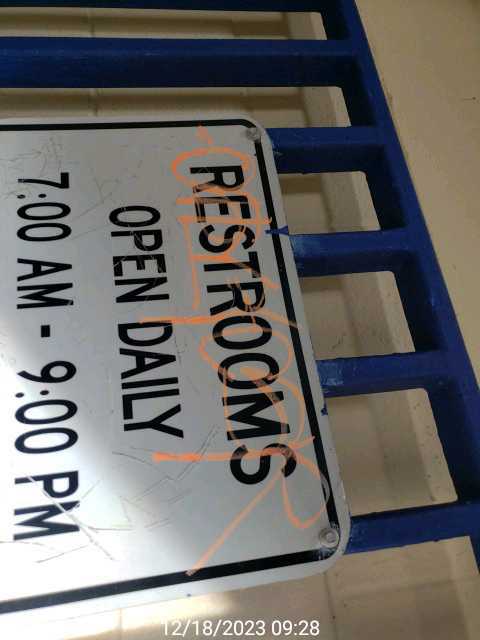 RESTROOMS
OPEN DAILY
7:00 AM - 9:00 PM
12/18/2023 09:28